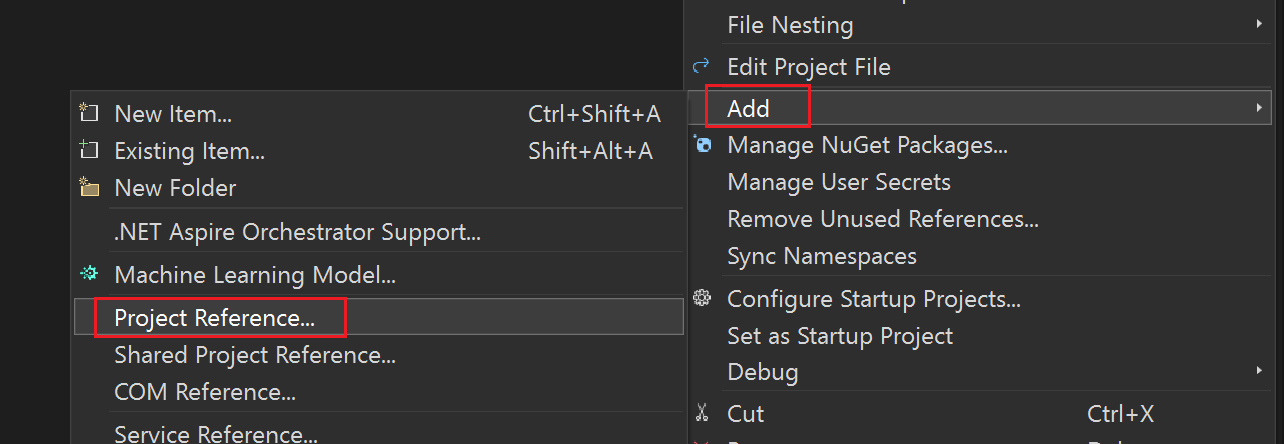 File Nesting
Edit Project File
Add
Manage NuGet Packages...
Manage User Secrets
Remove Unused References...
Sync Namespaces
Configure Startup Projects...
Set as Startup Project
Debug
Cut Ctrl+X
New Item... Ctrl+Shift+A
Existing Item... Shift+Alt+A
New Folder
.NET Aspire Orchestrator Support...
Machine Learning Model...
Project Reference...
Shared Project Reference...
COM Reference...
Service Reference...